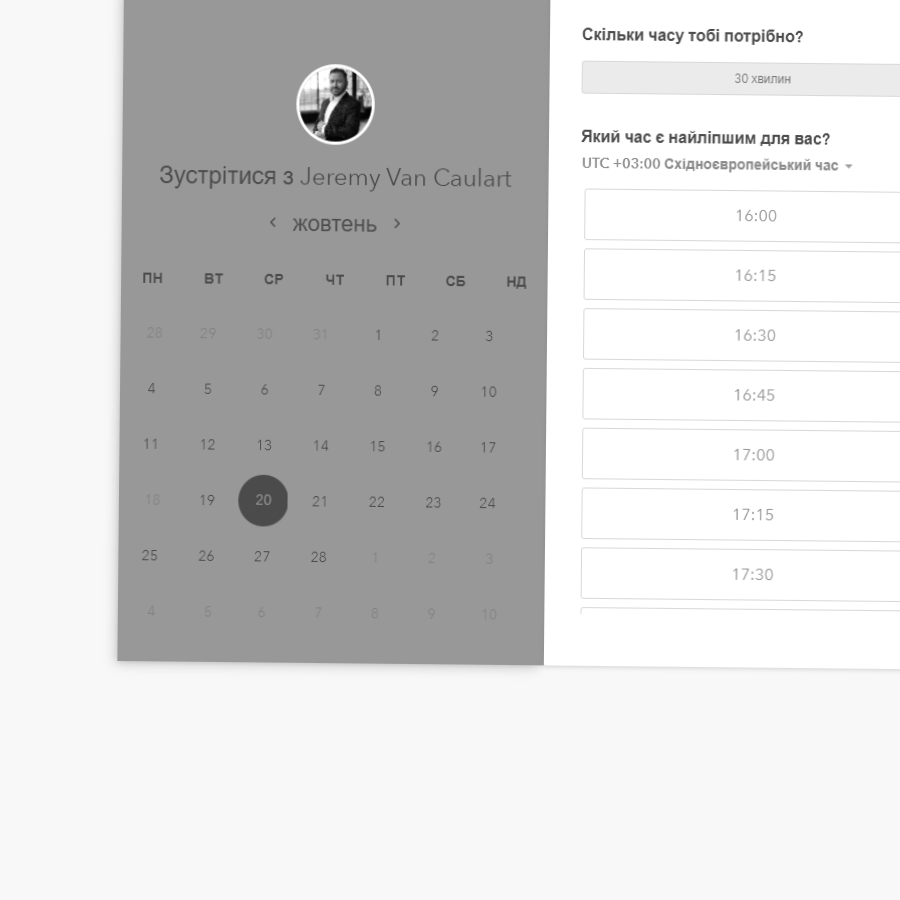 Зустрітися з Jeremy Van Caulart
‹ жовтень ›
ПН ВТ СР ЧТ ПТ СБ НД
28 29 30 31 1 2 3
4 5 6 7 8 9 10
11 12 13 14 15 16 17
18 19 20 21 22 23 24
25 26 27 28 1 2 3
4 5 6 7 8 9 10
Скільки часу тобі потрібно?
30 хвилин
Який час є найліпшим для вас?
UTC +03:00 Східноєвропейський час
16:00
16:15
16:30
16:45
17:00
17:15
17:30